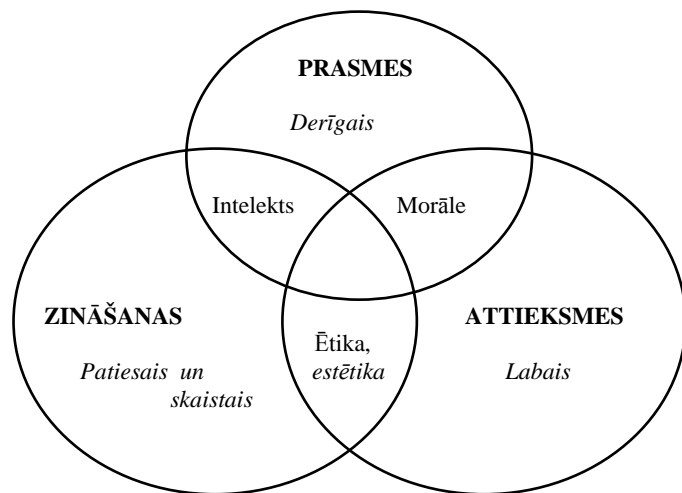 PRASMES
Derīgais
Intelekts
Morāle
ZINĀŠANAS
Patiesais un
skaistais
Ētika,
estētika
ATTIEKSMES
Labais